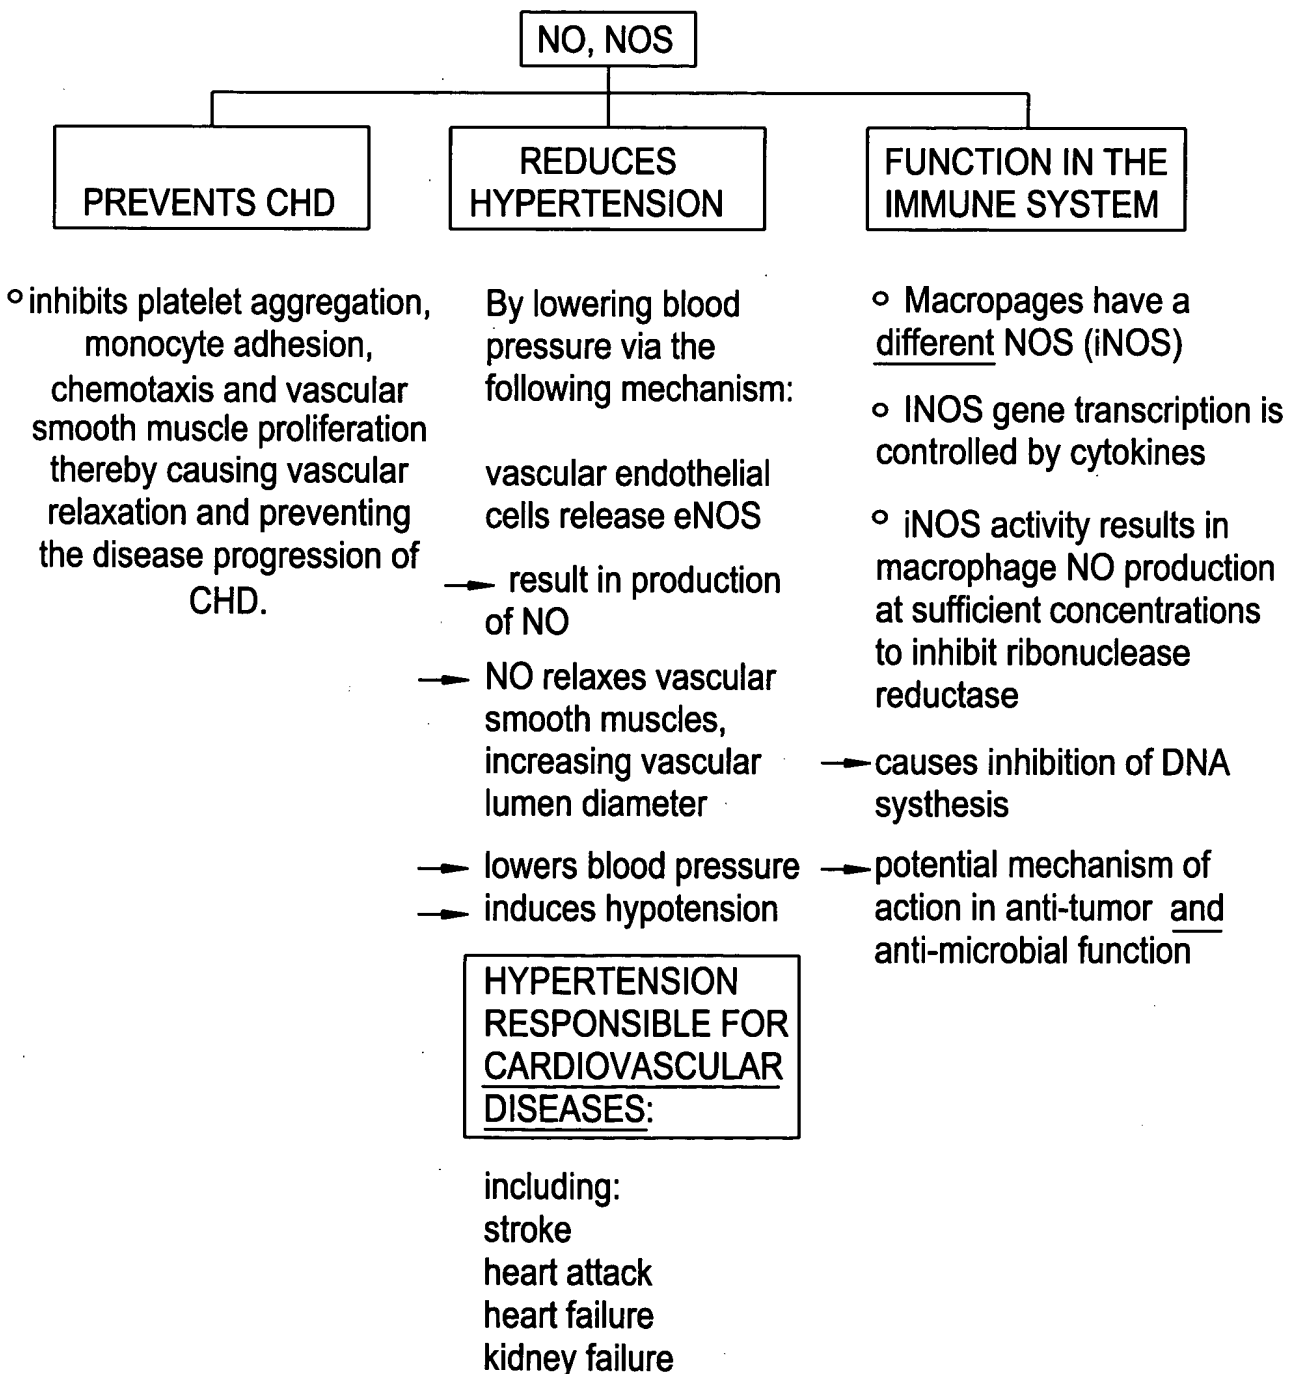 NO, NOS
PREVENTS CHD
REDUCES
HYPERTENSION
FUNCTION IN THE
IMMUNE SYSTEM
○ inhibits platelet aggregation,
monocyte adhesion,
chemotaxis and vascular
smooth muscle proliferation
thereby causing vascular
relaxation and preventing
the disease progression of
CHD.
By lowering blood
pressure via the
following mechanism:
vascular endothelial
cells release eNOS
→ result in production
of NO
→ NO relaxes vascular
smooth muscles,
increasing vascular
lumen diameter
→ lowers blood pressure
→ induces hypotension
HYPERTENSION
RESPONSIBLE FOR
CARDIOVASCULAR
DISEASES:
including:
stroke
heart attack
heart failure
kidney failure
○ Macropages have a
different NOS (iNOS)
○ INOS gene transcription is
controlled by cytokines
○ iNOS activity results in
macrophage NO production
at sufficient concentrations
to inhibit ribonuclease
reductase
→ causes inhibition of DNA
systhesis
→ potential mechanism of
action in anti-tumor and
anti-microbial function